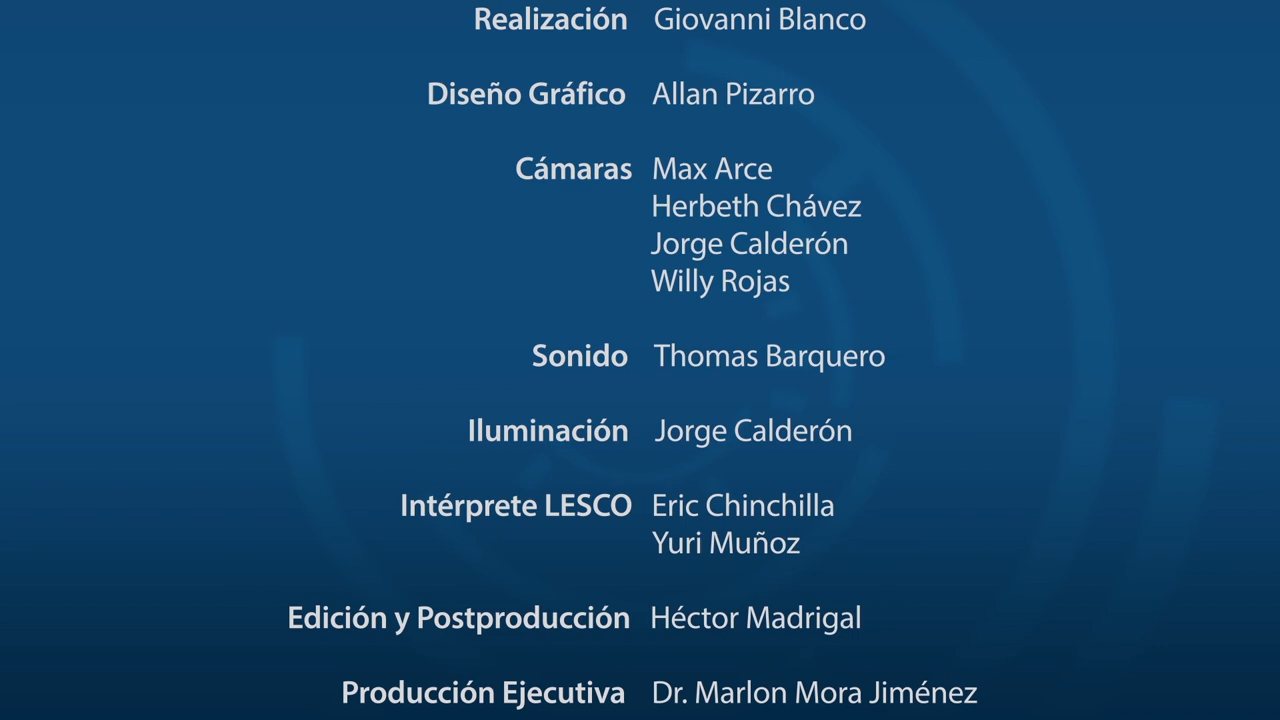 Realización Giovanni Blanco
Diseño Gráfico Allan Pizarro
Cámaras Max Arce
Herbeth Chávez
Jorge Calderón
Willy Rojas
Sonido Thomas Barquero
Iluminación Jorge Calderón
Intérprete LESCO Eric Chinchilla
Yuri Muñoz
Edición y Postproducción Héctor Madrigal
Producción Ejecutiva Dr. Marlon Mora Jiménez